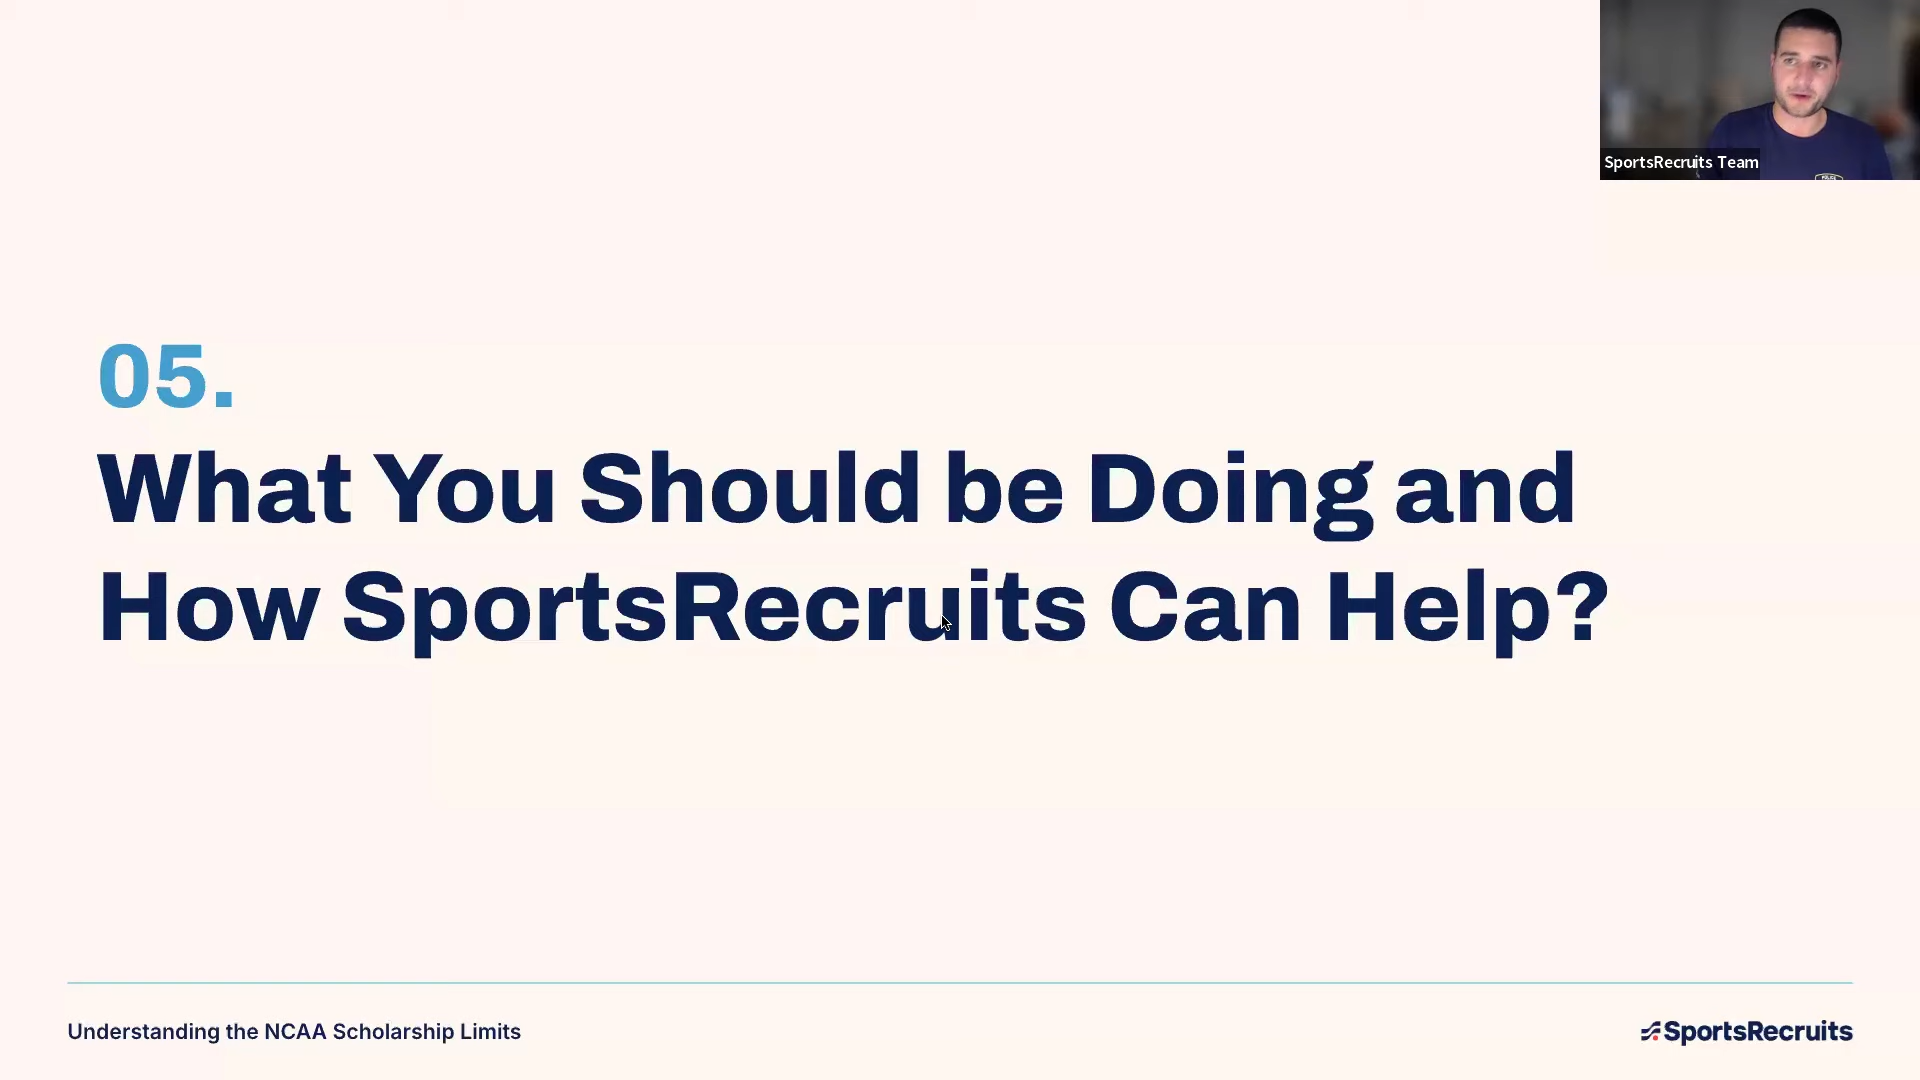 SportsRecruits Team
05.
What You Should be Doing and
How SportsRecruits Can Help?
Understanding the NCAA Scholarship Limits
SportsRecruits